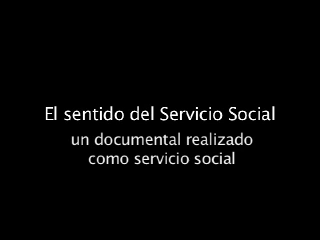 El sentido del Servicio Social
un documental realizado
como servicio social